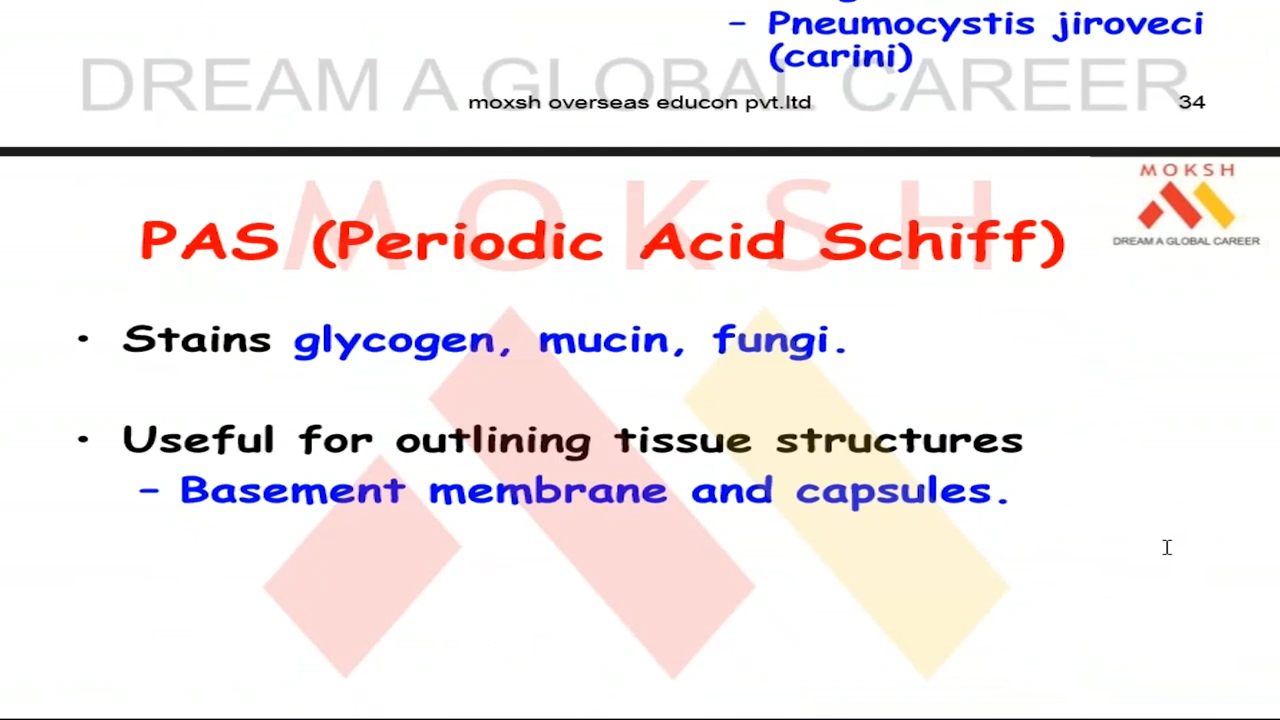 – Pneumocystis jiroveci
(carini)
DREAM A GLOBAL CAREER
moxsh overseas educon pvt.ltd
34
MOKSH
DREAM A GLOBAL CAREER
MOKSH
PAS (Periodic Acid Schiff)
• Stains glycogen, mucin, fungi.
• Useful for outlining tissue structures
– Basement membrane and capsules.